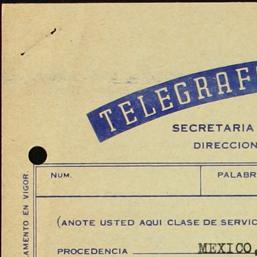 TELEGRAF
SECRETARIA
DIRECCION
NUM.
PALABR
AMENTO EN VIGOR.
(ANOTE USTED AQUI CLASE DE SERVIC
PROCEDENCIA MEXICO,